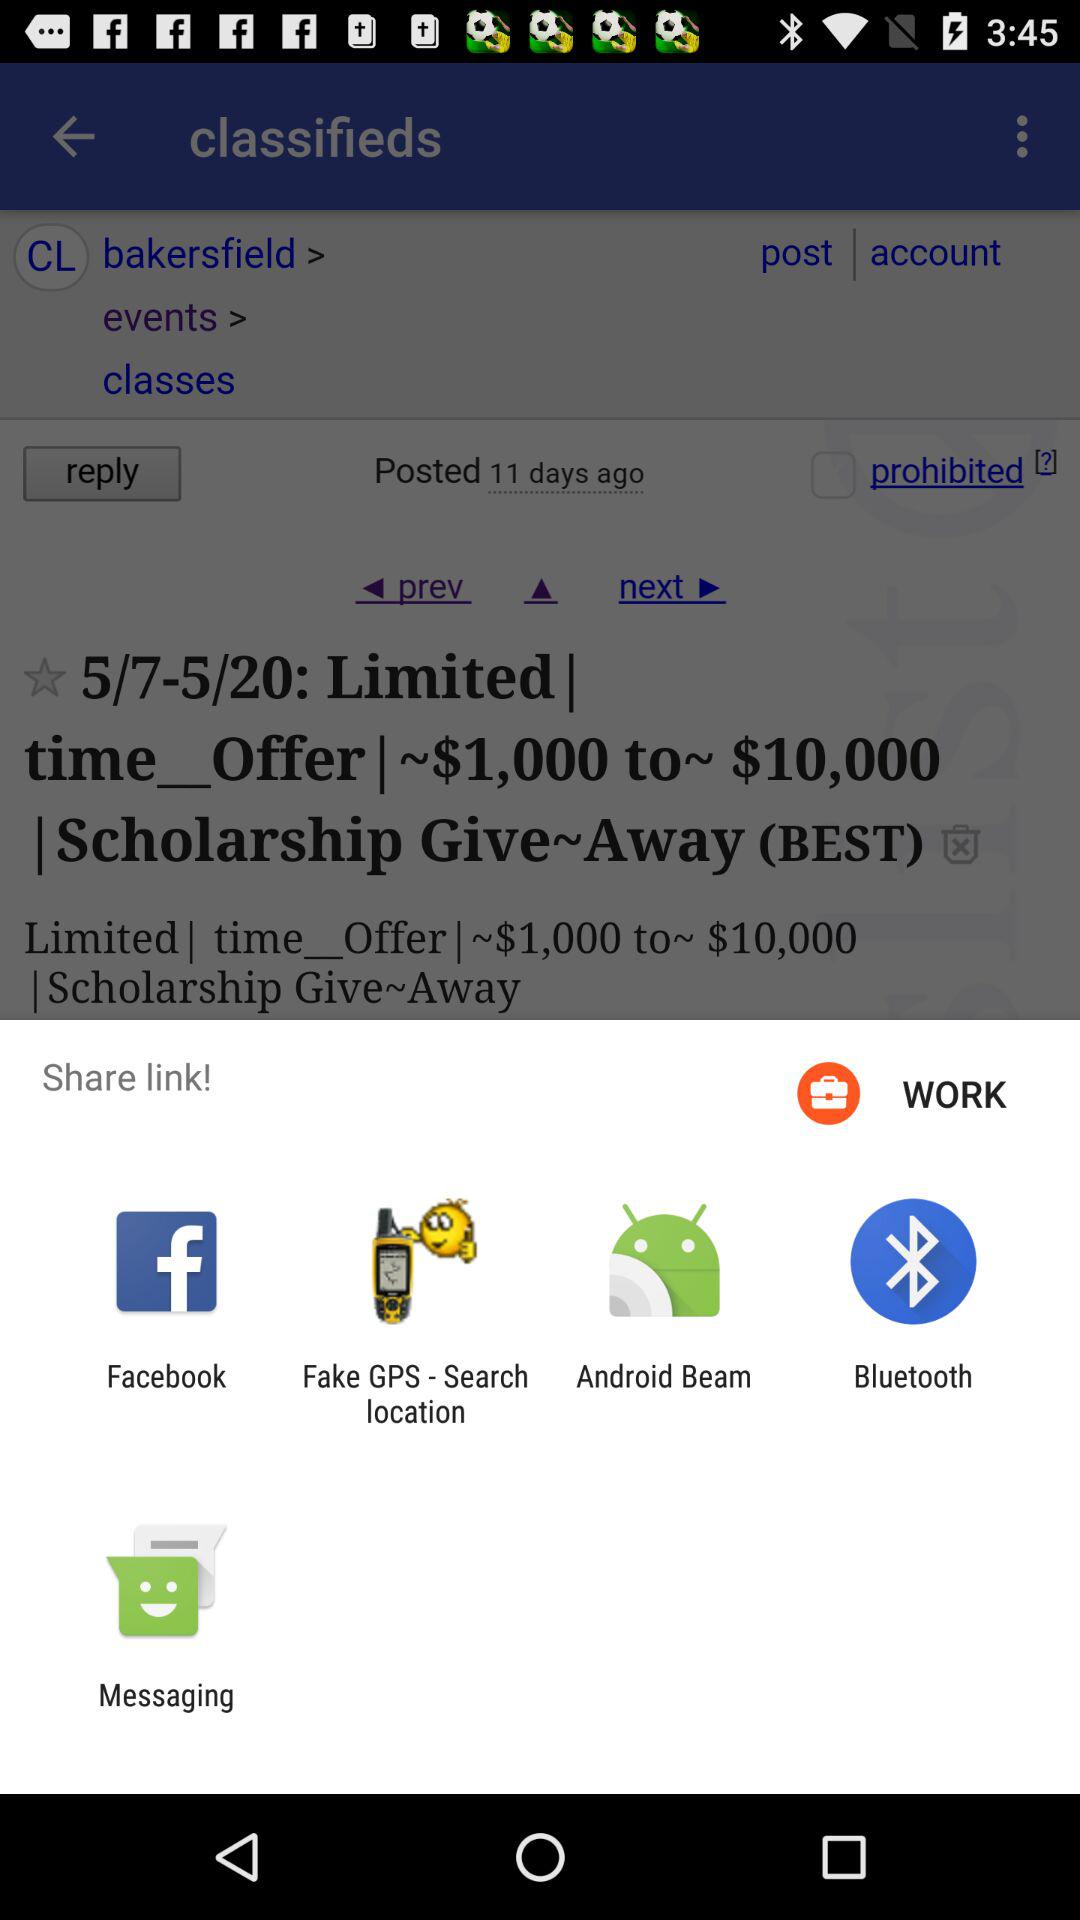 3:45
classifieds
CL bakersfield > post account
events >
classes
reply Posted 11 days ago prohibited [?]
◄ prev ▲ next ►
5/7-5/20: Limited|
time__Offer|~$1,000 to~ $10,000
|Scholarship Give~Away (BEST)
Limited| time__Offer|~$1,000 to~ $10,000
|Scholarship Give~Away
Share link! WORK
Facebook
Fake GPS - Search
location
Android Beam
Bluetooth
Messaging